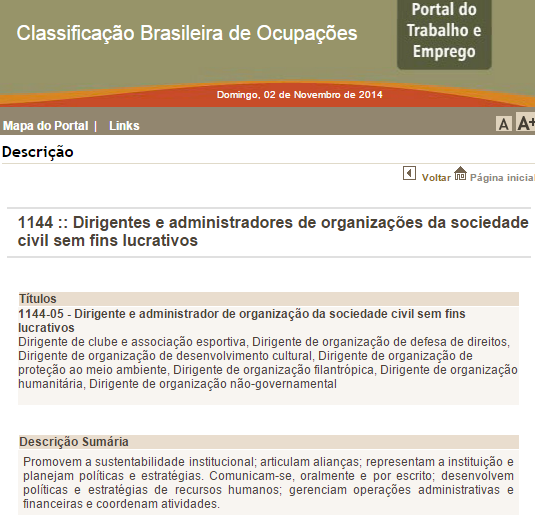 Classificação Brasileira de Ocupações
Portal do
Trabalho e
Emprego
Domingo, 02 de Novembro de 2014
Mapa do Portal | Links
A A+
Descrição
Voltar Página inicial
1144 :: Dirigentes e administradores de organizações da sociedade
civil sem fins lucrativos
Títulos
1144-05 - Dirigente e administrador de organização da sociedade civil sem fins
lucrativos
Dirigente de clube e associação esportiva, Dirigente de organização de defesa de direitos,
Dirigente de organização de desenvolvimento cultural, Dirigente de organização de
proteção ao meio ambiente, Dirigente de organização filantrópica, Dirigente de organização
humanitária, Dirigente de organização não-governamental
Descrição Sumária
Promovem a sustentabilidade institucional; articulam alianças; representam a instituição e
planejam políticas e estratégias. Comunicam-se, oralmente e por escrito; desenvolvem
políticas e estratégias de recursos humanos; gerenciam operações administrativas e
financeiras e coordenam atividades.